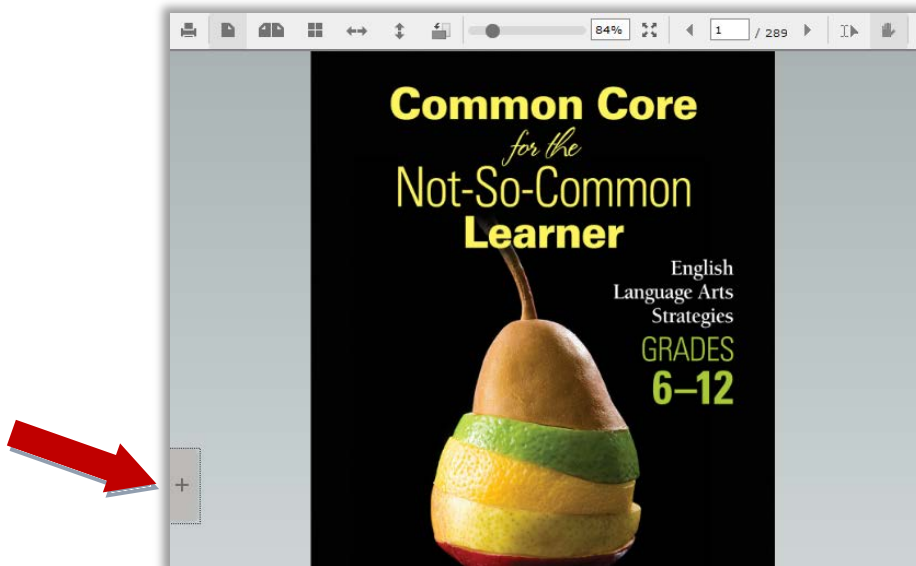 84% 1 / 289
Common Core
for the
Not-So-Common
Learner
English
Language Arts
Strategies
GRADES
6–12
+